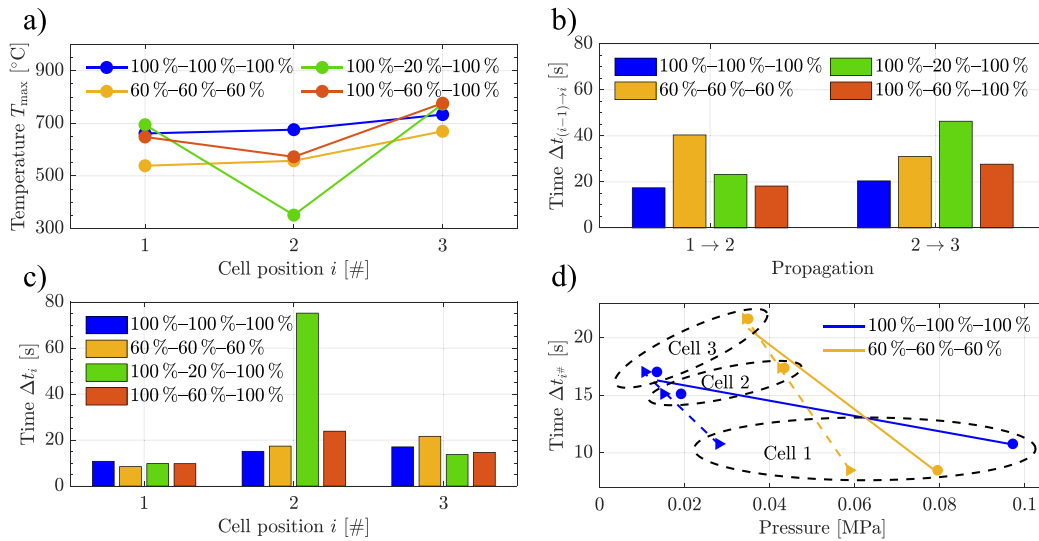 a)
Temperature T_max [°C]
900
700
500
300
100 %–100 %–100 %
60 %–60 %–60 %
100 %–20 %–100 %
100 %–60 %–100 %
1
2
3
Cell position i [#]
b)
Time Δt_(i−1)→i [s]
80
60
40
20
0
100 %–100 %–100 %
60 %–60 %–60 %
100 %–20 %–100 %
100 %–60 %–100 %
1 → 2
2 → 3
Propagation
c)
Time Δt_i [s]
80
60
40
20
0
100 %–100 %–100 %
60 %–60 %–60 %
100 %–20 %–100 %
100 %–60 %–100 %
1
2
3
Cell position i [#]
d)
Time Δt_i# [s]
20
15
10
100 %–100 %–100 %
60 %–60 %–60 %
Cell 3
Cell 2
Cell 1
0
0.02
0.04
0.06
0.08
0.1
Pressure [MPa]